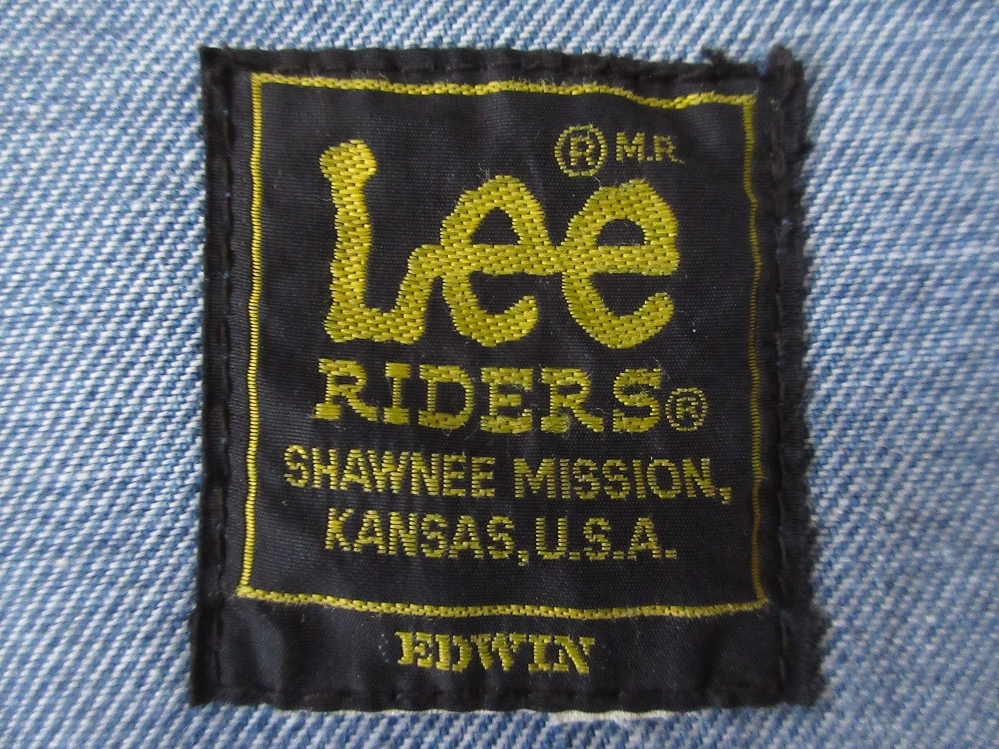 ® M.R.
Lee
RIDERS®
SHAWNEE MISSION,
KANSAS, U.S.A.
EDWIN